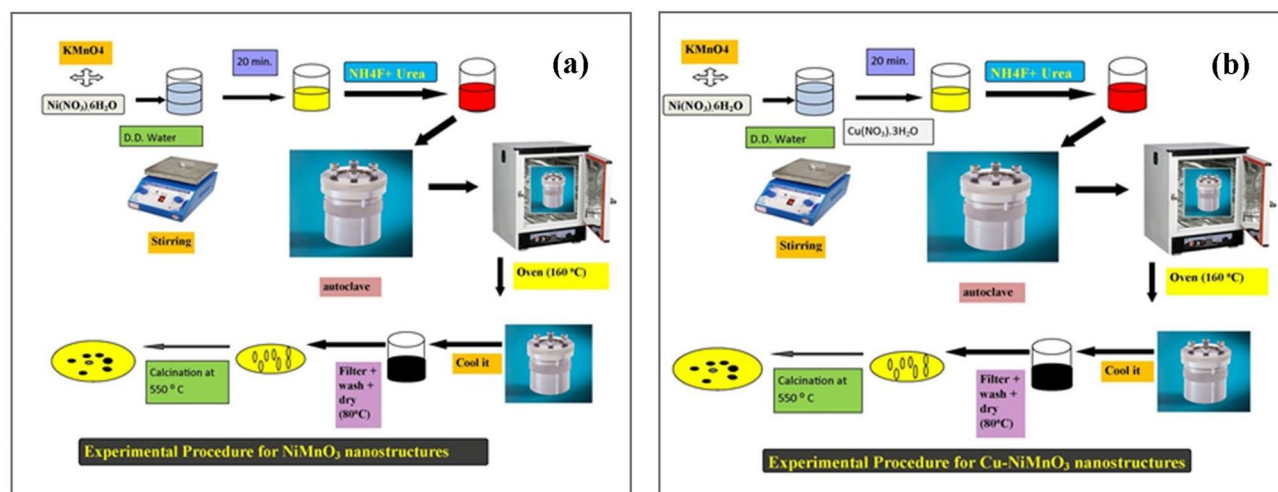 (a)
KMnO4
20 min.
NH4F+ Urea
Ni(NO₃).6H₂O
D.D. Water
Stirring
autoclave
Oven (160 °C)
Cool it
Filter +
wash +
dry
(80°C)
Calcination at
550 ° C
Experimental Procedure for NiMnO₃ nanostructures
(b)
KMnO4
20 min.
NH4F+ Urea
Ni(NO₃).6H₂O
D.D. Water
Cu(NO₃).3H₂O
Stirring
autoclave
Oven (160 °C)
Cool it
Filter +
wash +
dry
(80°C)
Calcination at
550 ° C
Experimental Procedure for Cu-NiMnO₃ nanostructures